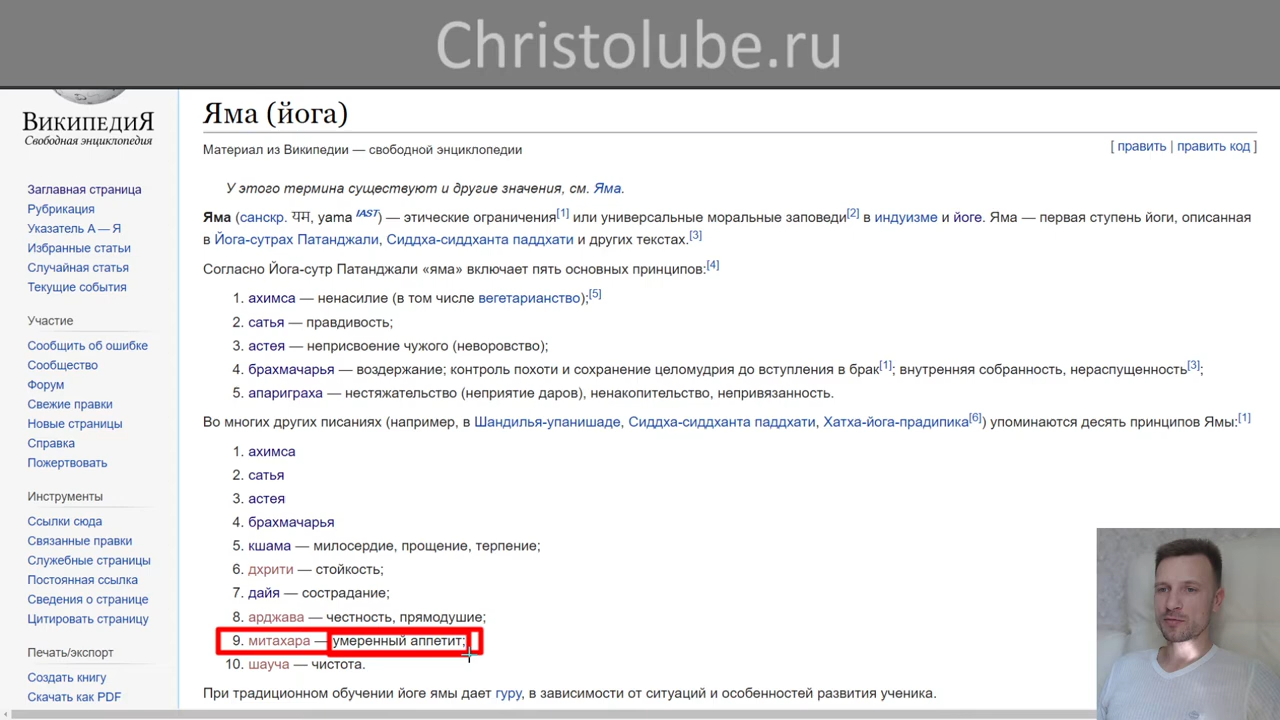 Christolube.ru
ВИКИПЕДИЯ
Свободная энциклопедия
Заглавная страница
Рубрикация
Указатель А — Я
Избранные статьи
Случайная статья
Текущие события
Участие
Сообщить об ошибке
Сообщество
Форум
Свежие правки
Новые страницы
Справка
Пожертвовать
Инструменты
Ссылки сюда
Связанные правки
Служебные страницы
Постоянная ссылка
Сведения о странице
Цитировать страницу
Печать/экспорт
Создать книгу
Скачать как PDF
Яма (йога)
Материал из Википедии — свободной энциклопедии
[ править | править код ]
У этого термина существуют и другие значения, см. Яма.
Яма (санскр. यम, yama IAST) — этические ограничения[1] или универсальные моральные заповеди[2] в индуизме и йоге. Яма — первая ступень йоги, описанная
в Йога-сутрах Патанджали, Сиддха-сиддханта паддхати и других текстах.[3]
Согласно Йога-сутр Патанджали «яма» включает пять основных принципов:[4]
1. ахимса — ненасилие (в том числе вегетарианство);[5]
2. сатья — правдивость;
3. астея — неприсвоение чужого (неворовство);
4. брахмачарья — воздержание; контроль похоти и сохранение целомудрия до вступления в брак[1]; внутренняя собранность, нераспущенность[3];
5. апариграха — нестяжательство (неприятие даров), ненакопительство, непривязанность.
Во многих других писаниях (например, в Шандилья-упанишаде, Сиддха-сиддханта паддхати, Хатха-йога-прадипика[6]) упоминаются десять принципов Ямы:[1]
1. ахимса
2. сатья
3. астея
4. брахмачарья
5. кшама — милосердие, прощение, терпение;
6. дхрити — стойкость;
7. дайя — сострадание;
8. арджава — честность, прямодушие;
9. митахара — умеренный аппетит;
10. шауча — чистота.
При традиционном обучении йоге ямы дает гуру, в зависимости от ситуаций и особенностей развития ученика.